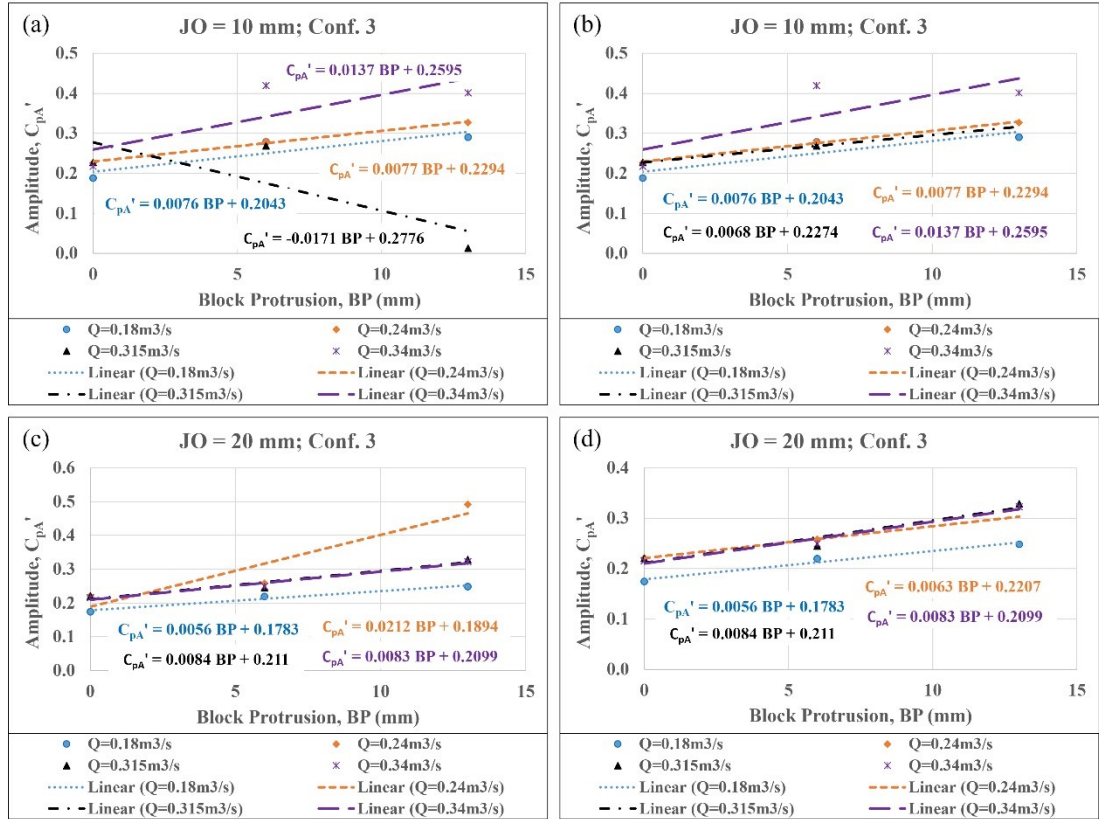 (a)
JO = 10 mm; Conf. 3
Amplitude, CpA'
0.5
0.4
0.3
0.2
0.1
0.0
CpA' = 0.0137 BP + 0.2595
CpA' = 0.0077 BP + 0.2294
CpA' = 0.0076 BP + 0.2043
CpA' = -0.0171 BP + 0.2776
0 5 10 15
Block Protrusion, BP (mm)
Q=0.18m3/s Q=0.24m3/s
Q=0.315m3/s Q=0.34m3/s
Linear (Q=0.18m3/s) Linear (Q=0.24m3/s)
Linear (Q=0.315m3/s) Linear (Q=0.34m3/s)
(b)
JO = 10 mm; Conf. 3
Amplitude, CpA'
0.5
0.4
0.3
0.2
0.1
0.0
CpA' = 0.0076 BP + 0.2043 CpA' = 0.0077 BP + 0.2294
CpA' = 0.0068 BP + 0.2274 CpA' = 0.0137 BP + 0.2595
0 5 10 15
Block Protrusion, BP (mm)
Q=0.18m3/s Q=0.24m3/s
Q=0.315m3/s Q=0.34m3/s
Linear (Q=0.18m3/s) Linear (Q=0.24m3/s)
Linear (Q=0.315m3/s) Linear (Q=0.34m3/s)
(c)
JO = 20 mm; Conf. 3
Amplitude, CpA'
0.6
0.5
0.4
0.3
0.2
0.1
0.0
CpA' = 0.0056 BP + 0.1783 CpA' = 0.0212 BP + 0.1894
CpA' = 0.0084 BP + 0.211 CpA' = 0.0083 BP + 0.2099
0 5 10 15
Block Protrusion, BP (mm)
Q=0.18m3/s Q=0.24m3/s
Q=0.315m3/s Q=0.34m3/s
Linear (Q=0.18m3/s) Linear (Q=0.24m3/s)
Linear (Q=0.315m3/s) Linear (Q=0.34m3/s)
(d)
JO = 20 mm; Conf. 3
Amplitude, CpA'
0.4
0.3
0.2
0.1
0.0
CpA' = 0.0063 BP + 0.2207
CpA' = 0.0056 BP + 0.1783
CpA' = 0.0083 BP + 0.2099
CpA' = 0.0084 BP + 0.211
0 5 10 15
Block Protrusion, BP (mm)
Q=0.18m3/s Q=0.24m3/s
Q=0.315m3/s Q=0.34m3/s
Linear (Q=0.18m3/s) Linear (Q=0.24m3/s)
Linear (Q=0.315m3/s) Linear (Q=0.34m3/s)